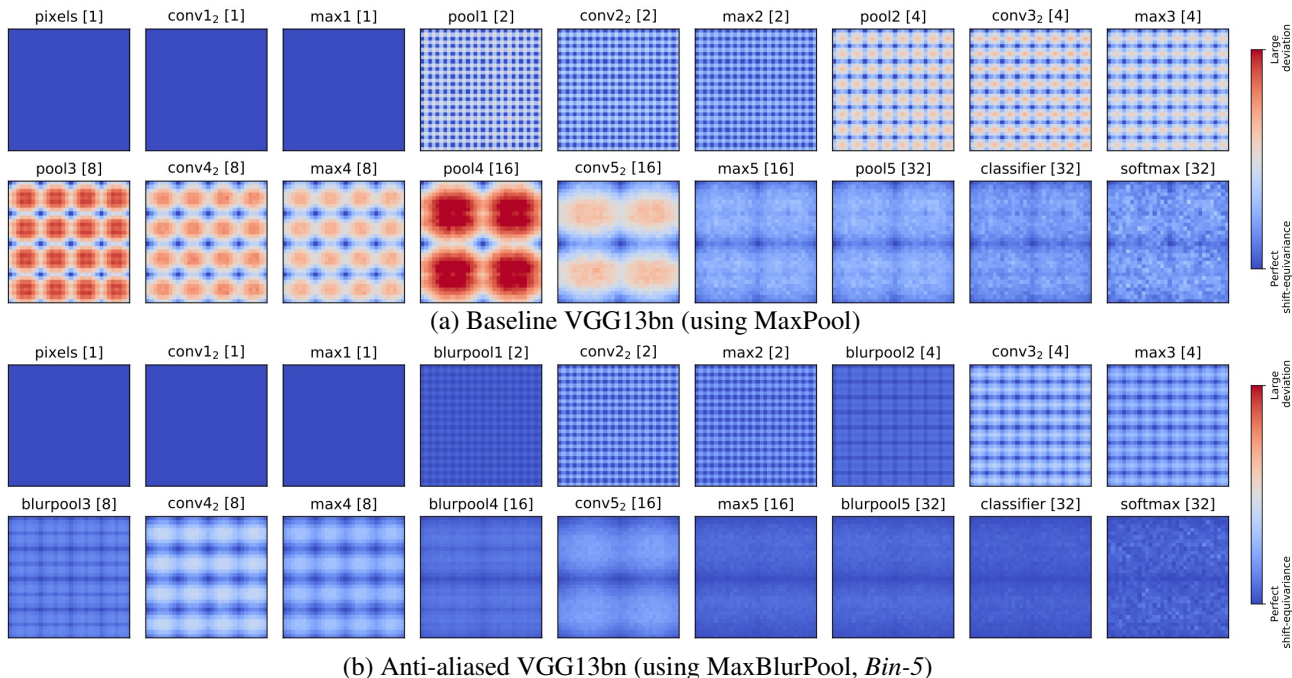 pixels [1] conv1₂ [1] max1 [1] pool1 [2] conv2₂ [2] max2 [2] pool2 [4] conv3₂ [4] max3 [4]
Large
deviation
pool3 [8] conv4₂ [8] max4 [8] pool4 [16] conv5₂ [16] max5 [16] pool5 [32] classifier [32] softmax [32]
Perfect
shift-equivariance
(a) Baseline VGG13bn (using MaxPool)
pixels [1] conv1₂ [1] max1 [1] blurpool1 [2] conv2₂ [2] max2 [2] blurpool2 [4] conv3₂ [4] max3 [4]
Large
deviation
blurpool3 [8] conv4₂ [8] max4 [8] blurpool4 [16] conv5₂ [16] max5 [16] blurpool5 [32] classifier [32] softmax [32]
Perfect
shift-equivariance
(b) Anti-aliased VGG13bn (using MaxBlurPool, Bin-5)